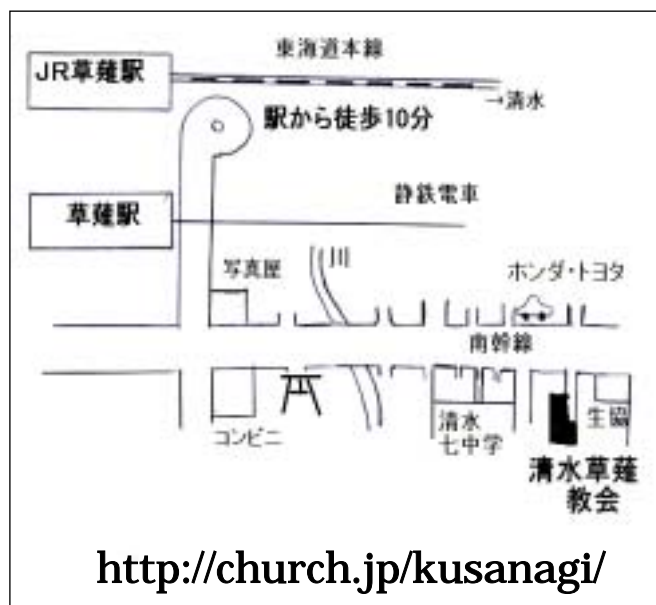 東海道本線
JR草薙駅
→清水
駅から徒歩10分
静鉄電車
草薙駅
写真屋
川
ホンダ・トヨタ
南幹線
コンビニ
清水
七中学
生協
清水草薙
教会
http://church.jp/kusanagi/